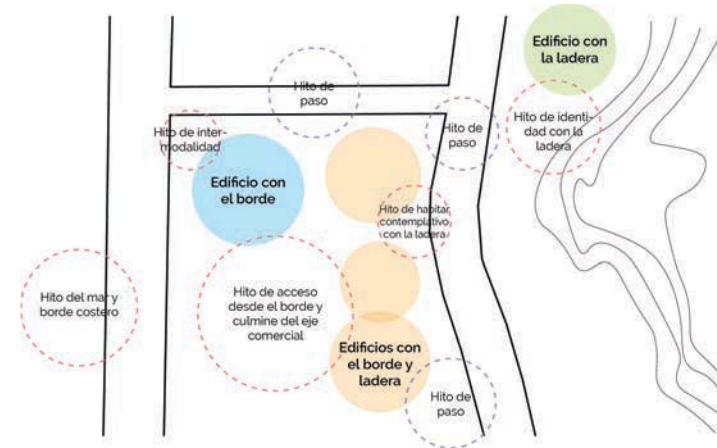 Edificio con
la ladera
Hito de
paso
Hito de identi-
dad con la
ladera
Hito de inter-
modalidad
Hito de
paso
Edificio con
el borde
Hito de habitar
contemplativo
con la ladera
Hito del mar y
borde costero
Hito de acceso
desde el borde y
culmine del eje
comercial
Edificios con
el borde y
ladera
Hito de
paso